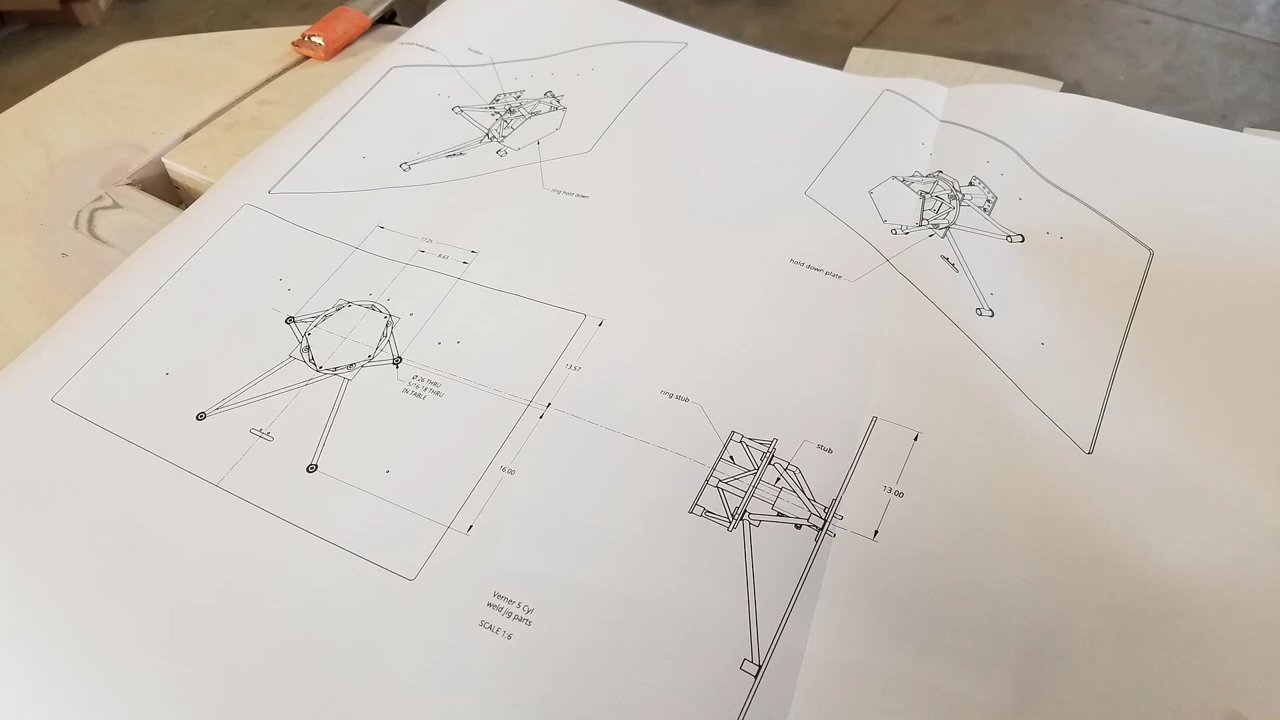 locator
ring hold down
hold down plate
17.25
8.63
13.57
Ø.26 THRU
5/16-18 THRU
IN TABLE
16.00
ring stub
stub
13.00
Verner 5 Cyl
weld jig parts
SCALE 1:6